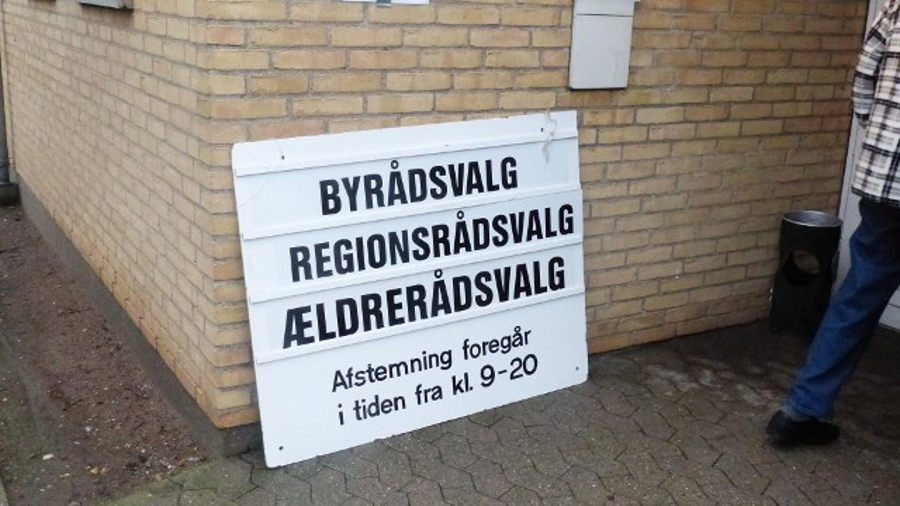 BYRÅDSVALG
REGIONSRÅDSVALG
ÆLDRERÅDSVALG
Afstemning foregår
i tiden fra kl. 9-20